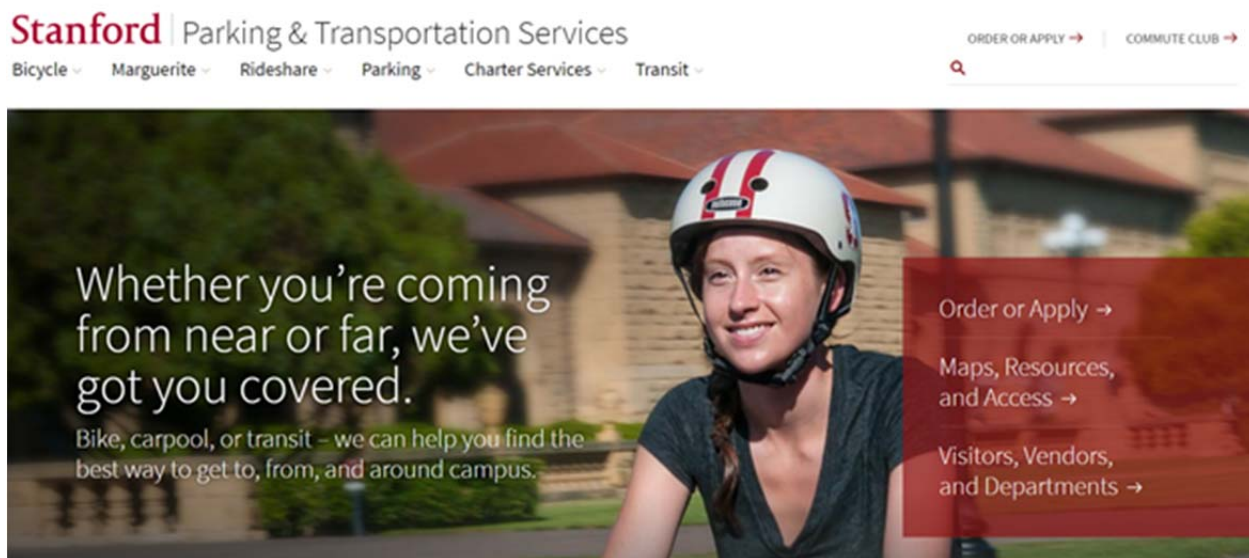 Stanford Parking & Transportation Services
ORDER OR APPLY → COMMUTE CLUB →
Bicycle Marguerite Rideshare Parking Charter Services Transit
Whether you're coming
from near or far, we've
got you covered.
Bike, carpool, or transit – we can help you find the
best way to get to, from, and around campus.
Order or Apply →
Maps, Resources,
and Access →
Visitors, Vendors,
and Departments →